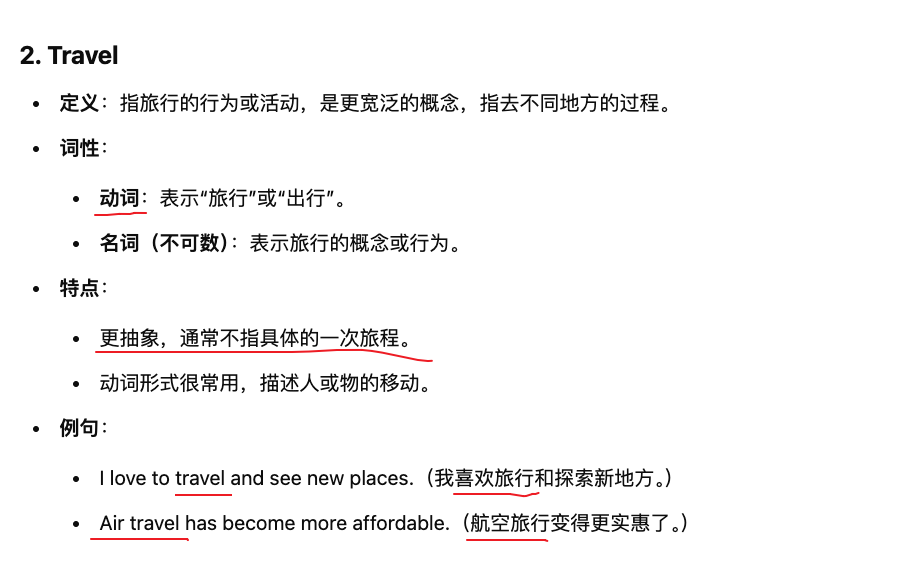 2. Travel
• 定义：指旅行的行为或活动，是更宽泛的概念，指去不同地方的过程。
• 词性：
• 动词：表示“旅行”或“出行”。
• 名词（不可数）：表示旅行的概念或行为。
• 特点：
• 更抽象，通常不指具体的一次旅程。
• 动词形式很常用，描述人或物的移动。
• 例句：
• I love to travel and see new places.（我喜欢旅行和探索新地方。）
• Air travel has become more affordable.（航空旅行变得更实惠了。）